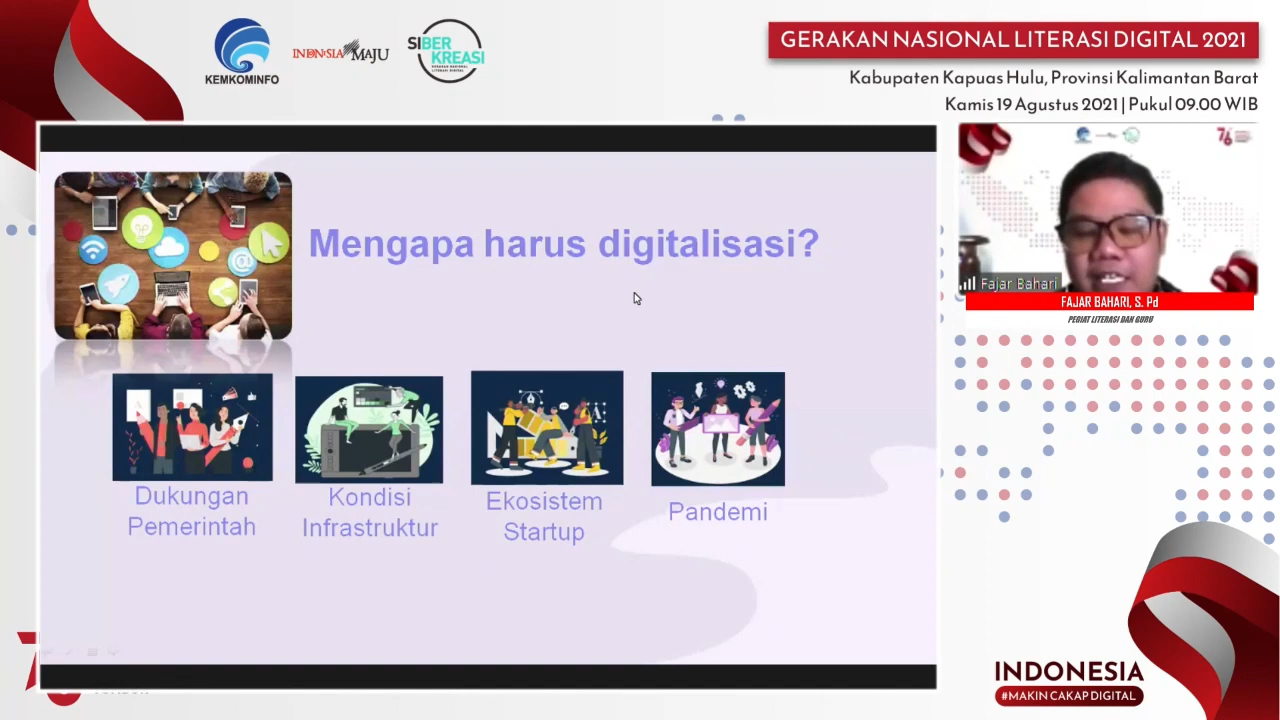 KEMKOMINFO
INDONESIA MAJU
SIBER
KREASI
GERAKAN NASIONAL LITERASI DIGITAL 2021
Kabupaten Kapuas Hulu, Provinsi Kalimantan Barat
Kamis 19 Agustus 2021 | Pukul 09.00 WIB
Mengapa harus digitalisasi?
Dukungan
Pemerintah
Kondisi
Infrastruktur
Ekosistem
Startup
Pandemi
76
Fajar Bahari
FAJAR BAHARI, S. Pd
PEGIAT LITERASI DAN GURU
INDONESIA
#MAKIN CAKAP DIGITAL